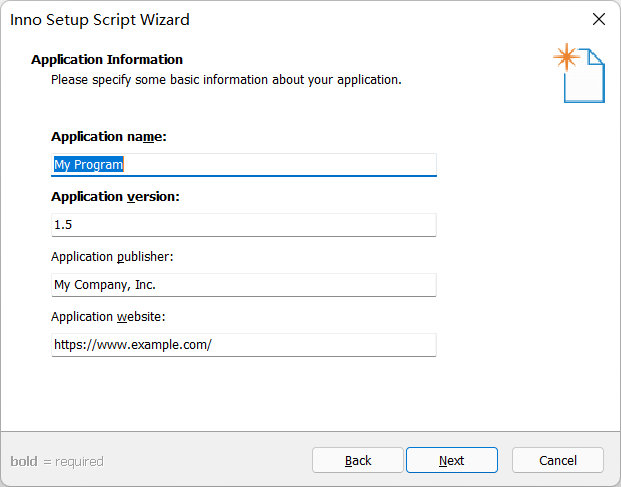 Inno Setup Script Wizard
Application Information
Please specify some basic information about your application.
Application name:
My Program
Application version:
1.5
Application publisher:
My Company, Inc.
Application website:
https://www.example.com/
bold = required
Back
Next
Cancel